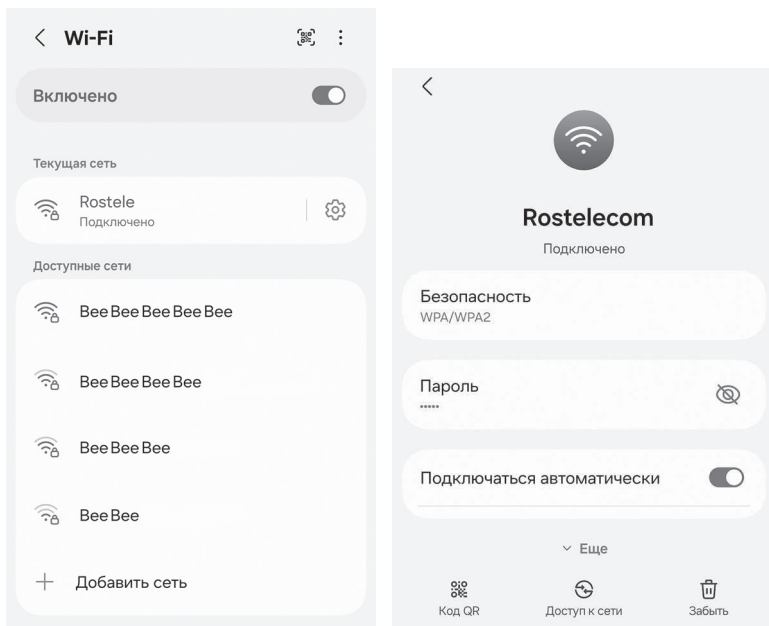 Wi-Fi
Включено
Текущая сеть
Rostele
Подключено
Доступные сети
Bee Bee Bee Bee Bee
Bee Bee Bee Bee
Bee Bee Bee
Bee Bee
Добавить сеть
Rostelecom
Подключено
Безопасность
WPA/WPA2
Пароль
•••••
Подключаться автоматически
Еще
Код QR Доступ к сети Забыть